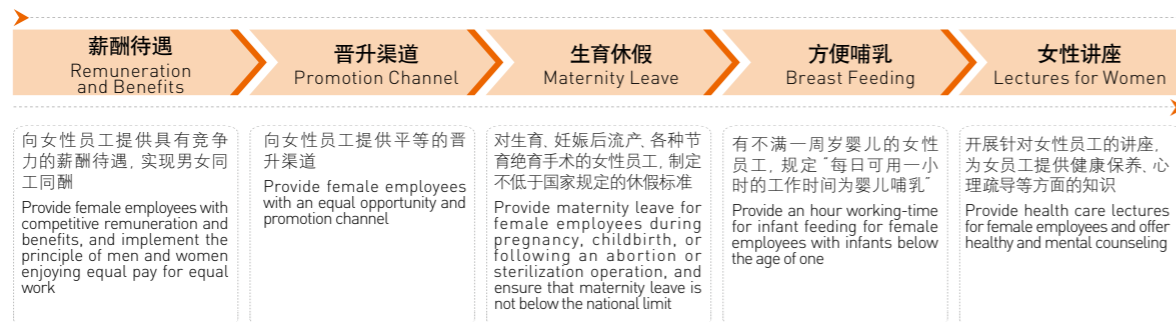 薪酬待遇
Remuneration
and Benefits
晋升渠道
Promotion Channel
生育休假
Maternity Leave
方便哺乳
Breast Feeding
女性讲座
Lectures for Women
向女性员工提供具有竞争
力的薪酬待遇，实现男女同
工同酬
Provide female employees with
competitive remuneration and
benefits, and implement the
principle of men and women
enjoying equal pay for equal
work
向女性员工提供平等的晋
升渠道
Provide female employees
with an equal opportunity and
promotion channel
对生育、妊娠后流产、各种节
育绝育手术的女性员工，制定
不低于国家规定的休假标准
Provide maternity leave for
female employees during
pregnancy, childbirth, or
following an abortion or
sterilization operation, and
ensure that maternity leave is
not below the national limit
有不满一周岁婴儿的女性
员工，规定“每日可用一小
时的工作时间为婴儿哺乳”
Provide an hour working-time
for infant feeding for female
employees with infants below
the age of one
开展针对女性员工的讲座，
为女员工提供健康保养、心
理疏导等方面的知识
Provide health care lectures
for female employees and offer
healthy and mental counseling